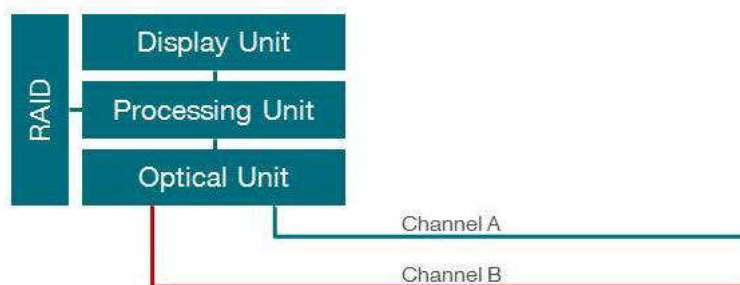 Display Unit
RAID
Processing Unit
Optical Unit
Channel A
Channel B